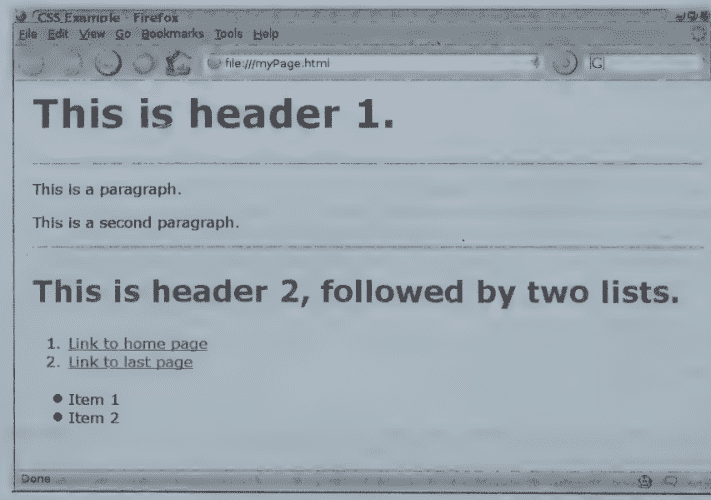 CSS Example - Firefox
File Edit View Go Bookmarks Tools Help
file:///myPage.html
G
This is header 1.
This is a paragraph.
This is a second paragraph.
This is header 2, followed by two lists.
1. Link to home page
2. Link to last page
● Item 1
● Item 2
Done